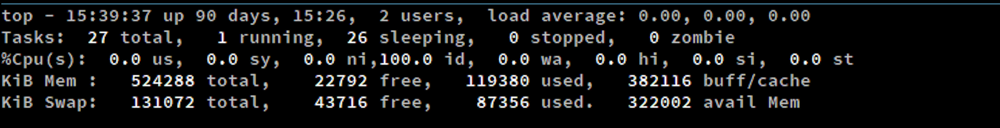 top - 15:39:37 up 90 days, 15:26,  2 users,  load average: 0.00, 0.00, 0.00
Tasks:  27 total,   1 running,  26 sleeping,   0 stopped,   0 zombie
%Cpu(s):  0.0 us,  0.0 sy,  0.0 ni,100.0 id,  0.0 wa,  0.0 hi,  0.0 si,  0.0 st
KiB Mem :   524288 total,    22792 free,   119380 used,   382116 buff/cache
KiB Swap:   131072 total,    43716 free,    87356 used.   322002 avail Mem